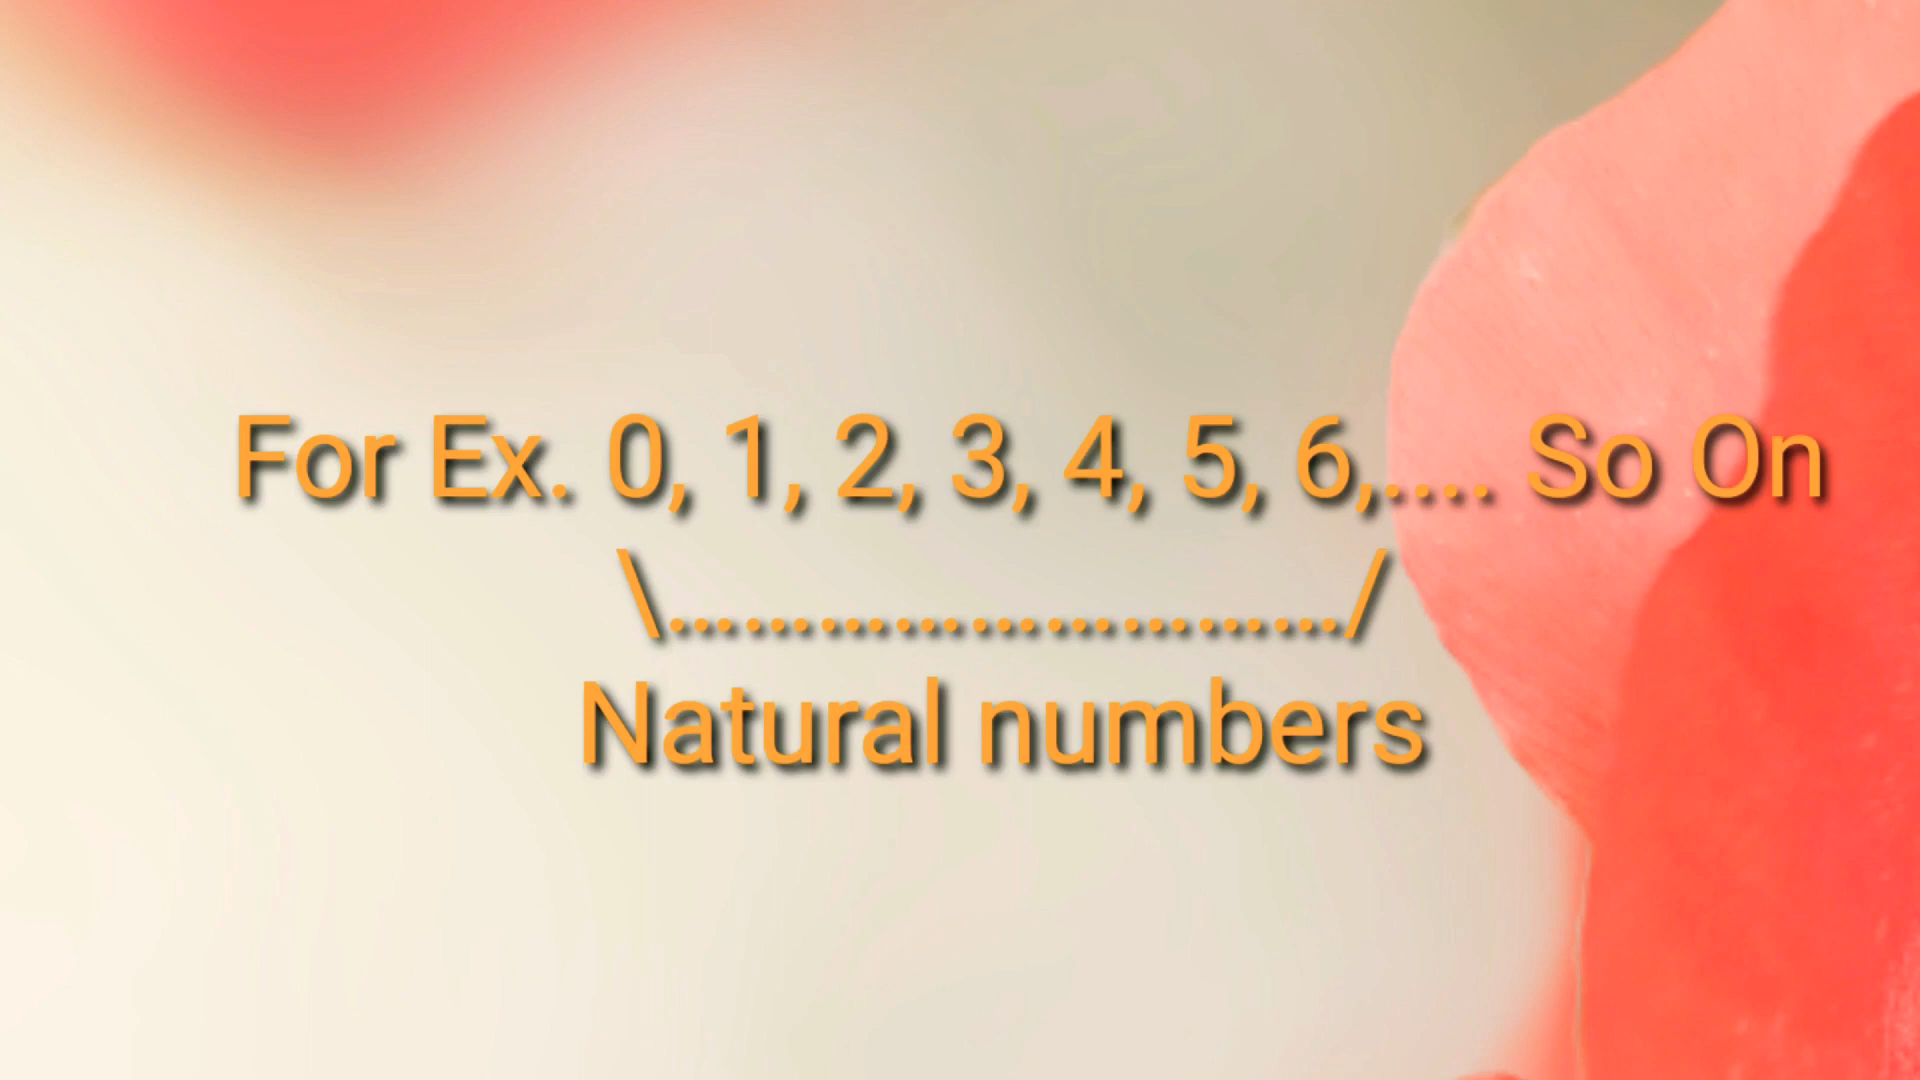 For Ex. 0, 1, 2, 3, 4, 5, 6,.... So On
\...........................​/
Natural numbers